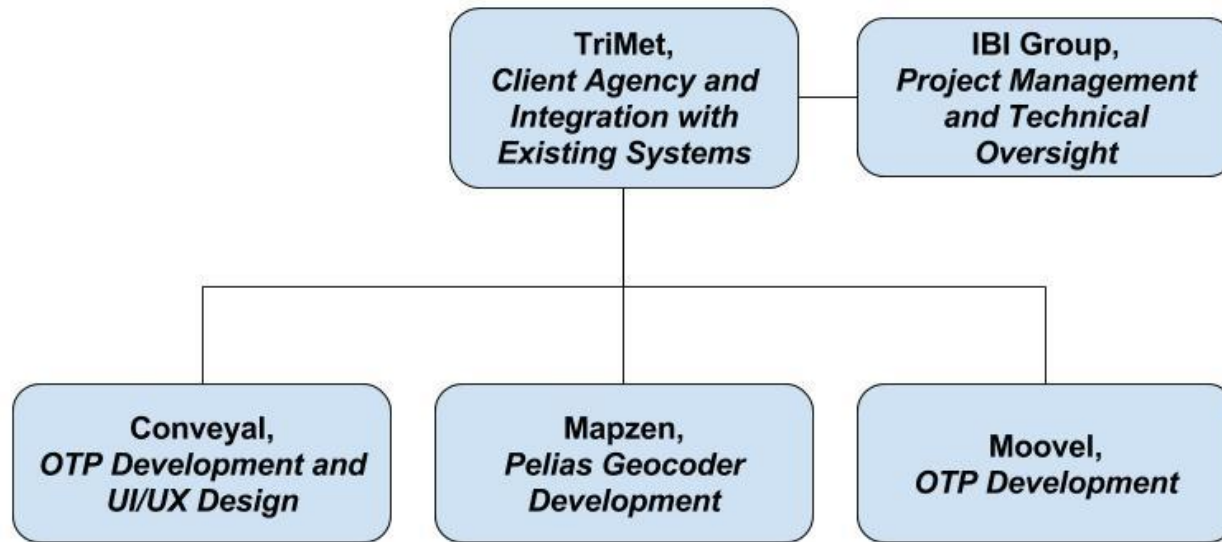 TriMet,
Client Agency and
Integration with
Existing Systems
IBI Group,
Project Management
and Technical
Oversight
Conveyal,
OTP Development and
UI/UX Design
Mapzen,
Pelias Geocoder
Development
Moovel,
OTP Development